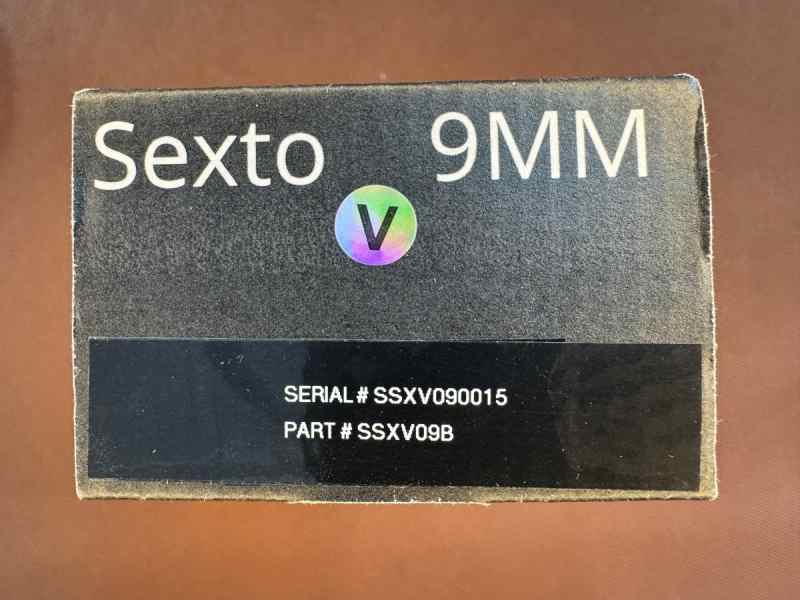 Sexto 9MM
V
SERIAL # SSXV090015
PART # SSXV09B